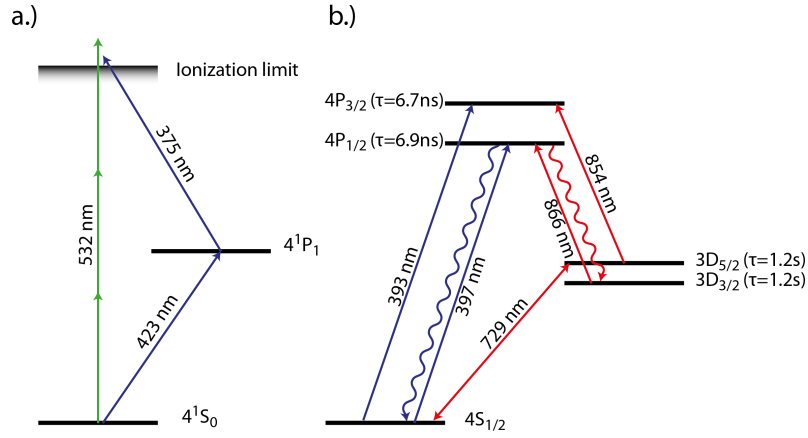 a.)
b.)
Ionization limit
375 nm
532 nm
4¹P₁
423 nm
4¹S₀
4P₃/₂ (τ=6.7ns)
4P₁/₂ (τ=6.9ns)
854 nm
866 nm
3D₅/₂ (τ=1.2s)
3D₃/₂ (τ=1.2s)
393 nm
397 nm
729 nm
4S₁/₂